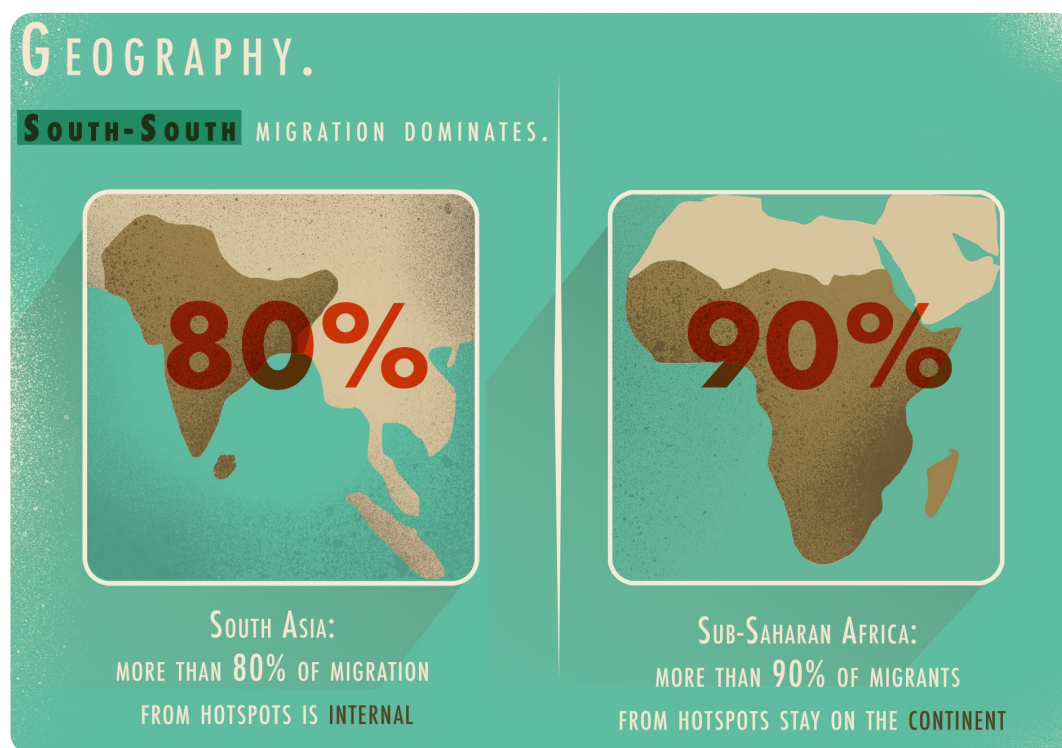 GEOGRAPHY.
SOUTH-SOUTH MIGRATION DOMINATES.
80%
90%
SOUTH ASIA:
MORE THAN 80% OF MIGRATION
FROM HOTSPOTS IS INTERNAL
SUB-SAHARAN AFRICA:
MORE THAN 90% OF MIGRANTS
FROM HOTSPOTS STAY ON THE CONTINENT